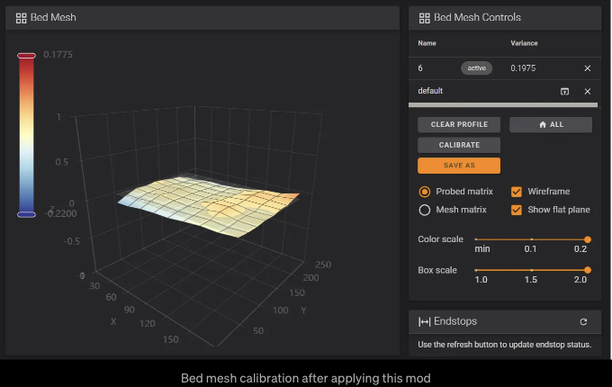 Bed Mesh
0.1775
-0.2200
1
0.5
0
-0.5
0
30
60
90
120
150
X
50
100
150
200
250
Y
Bed Mesh Controls
Name Variance
6 active 0.1975
default
CLEAR PROFILE ALL
CALIBRATE
SAVE AS
Probed matrix Wireframe
Mesh matrix Show flat plane
Color scale
min 0.1 0.2
Box scale
1.0 1.5 2.0
Endstops
Use the refresh button to update endstop status.
Bed mesh calibration after applying this mod